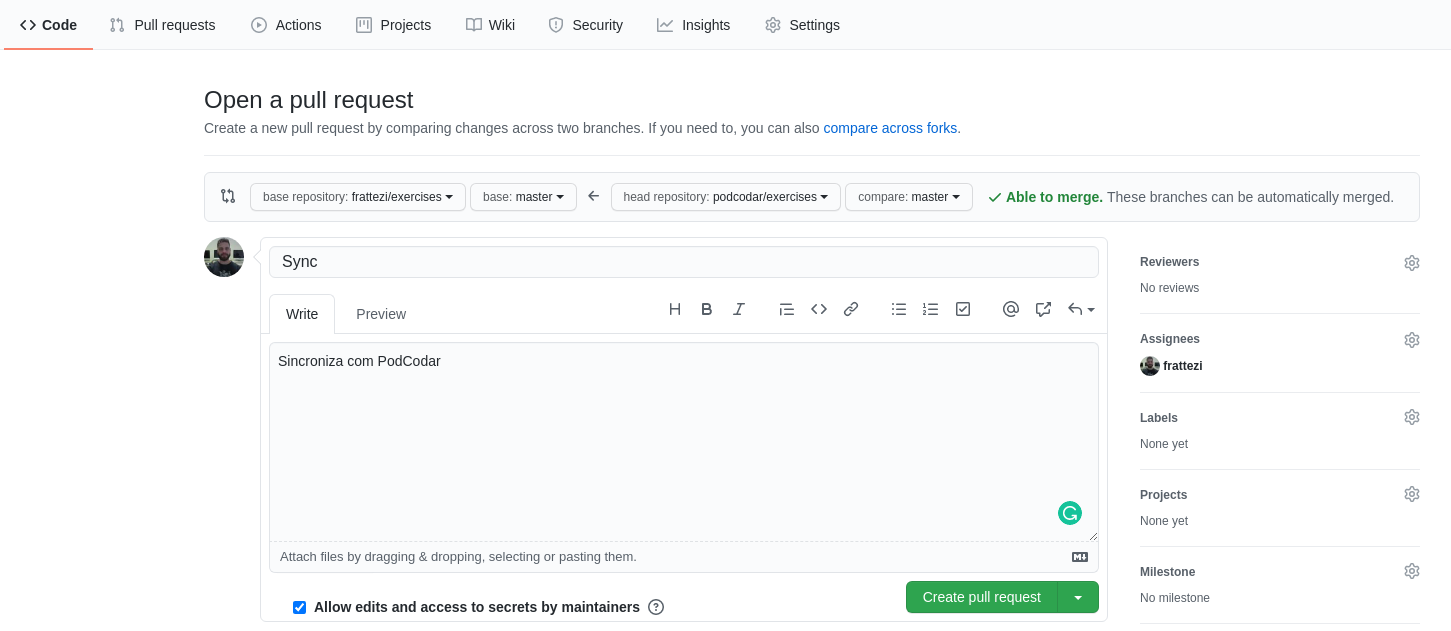 Code Pull requests Actions Projects Wiki Security Insights Settings
Open a pull request
Create a new pull request by comparing changes across two branches. If you need to, you can also compare across forks.
base repository: frattezi/exercises base: master head repository: podcodar/exercises compare: master Able to merge. These branches can be automatically merged.
Sync
Write Preview
Sincroniza com PodCodar
Attach files by dragging & dropping, selecting or pasting them.
Allow edits and access to secrets by maintainers
Create pull request
Reviewers
No reviews
Assignees
frattezi
Labels
None yet
Projects
None yet
Milestone
No milestone